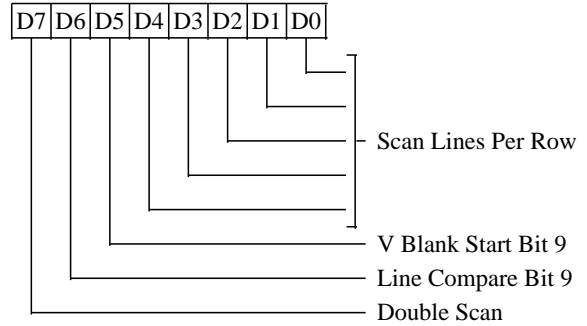 D7 D6 D5 D4 D3 D2 D1 D0
Scan Lines Per Row
V Blank Start Bit 9
Line Compare Bit 9
Double Scan